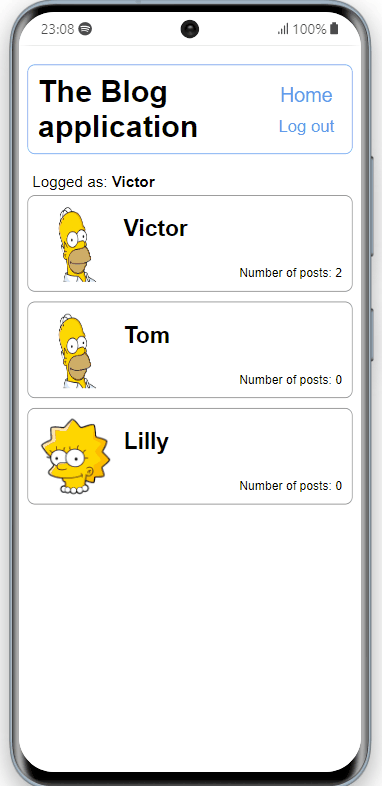 23:08 100%
The Blog Home
application Log out
Logged as: Victor
Victor
Number of posts: 2
Tom
Number of posts: 0
Lilly
Number of posts: 0